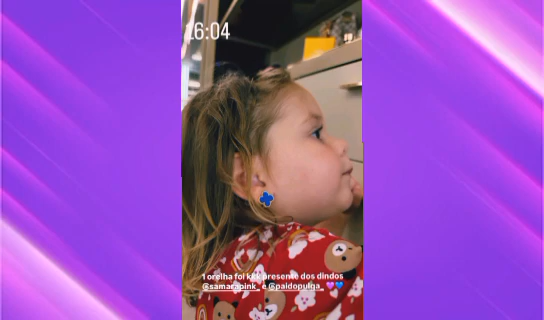 16:04
1 orelha foi kkk presente dos dindos
@samarapink_ e @paidopulga_ 💜💙